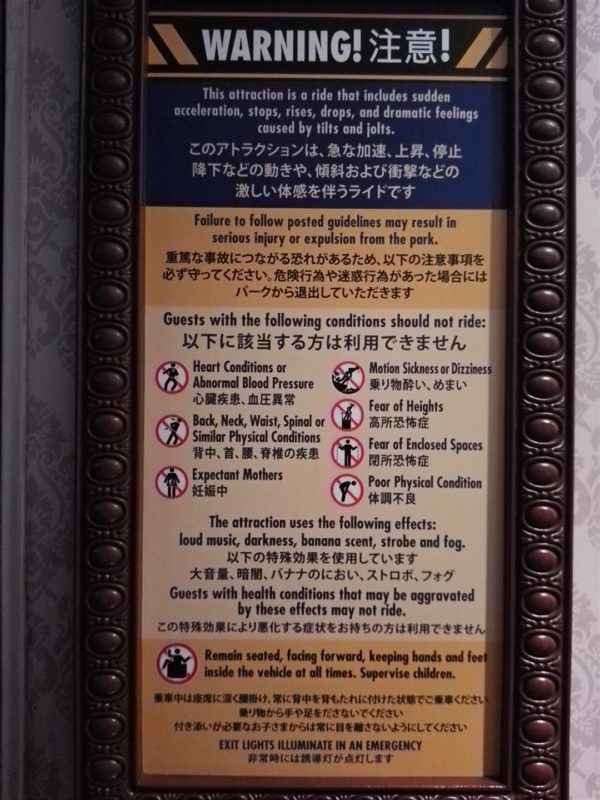 WARNING! 注意!
This attraction is a ride that includes sudden
acceleration, stops, rises, drops, and dramatic feelings
caused by tilts and jolts.
このアトラクションは、急な加速、上昇、停止
降下などの動きや、傾斜および衝撃などの
激しい体感を伴うライドです
Failure to follow posted guidelines may result in
serious injury or expulsion from the park.
重篤な事故につながる恐れがあるため、以下の注意事項を
必ず守ってください。危険行為や迷惑行為があった場合には
パークから退出していただきます
Guests with the following conditions should not ride:
以下に該当する方は利用できません
Heart Conditions or
Abnormal Blood Pressure
心臓疾患、血圧異常
Back, Neck, Waist, Spinal or
Similar Physical Conditions
背中、首、腰、脊椎の疾患
Expectant Mothers
妊娠中
Motion Sickness or Dizziness
乗り物酔い、めまい
Fear of Heights
高所恐怖症
Fear of Enclosed Spaces
閉所恐怖症
Poor Physical Condition
体調不良
The attraction uses the following effects:
loud music, darkness, banana scent, strobe and fog.
以下の特殊効果を使用しています
大音量、暗闇、バナナのにおい、ストロボ、フォグ
Guests with health conditions that may be aggravated
by these effects may not ride.
この特殊効果により悪化する症状をお持ちの方は利用できません
Remain seated, facing forward, keeping hands and feet
inside the vehicle at all times. Supervise children.
乗車中は座席に深く腰掛け、常に背中を背もたれに付けた状態でご乗車ください
乗り物から手や足をださないでください
付き添いが必要なお子さまからは常に目を離さないようにしてください
EXIT LIGHTS ILLUMINATE IN AN EMERGENCY
非常時には誘導灯が点灯します